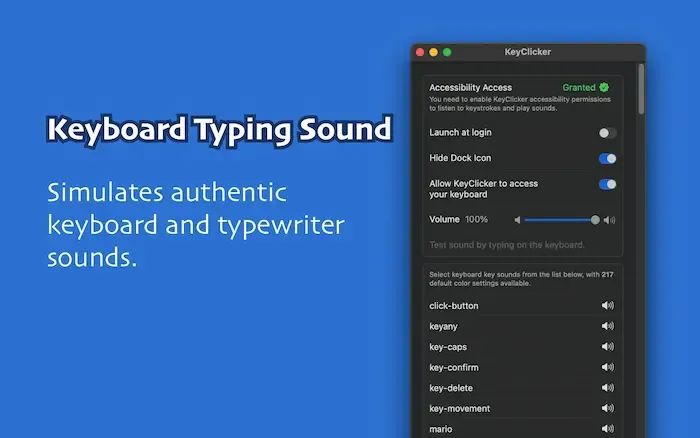 KeyClicker
Keyboard Typing Sound
Simulates authentic
keyboard and typewriter
sounds.
Accessibility Access Granted
You need to enable KeyClicker accessibility permissions
to listen to keystrokes and play sounds.
Launch at login
Hide Dock Icon
Allow KeyClicker to access
your keyboard
Volume 100%
Test sound by typing on the keyboard.
Select keyboard key sounds from the list below, with 217
default color settings available.
click-button
keyany
key-caps
key-confirm
key-delete
key-movement
mario